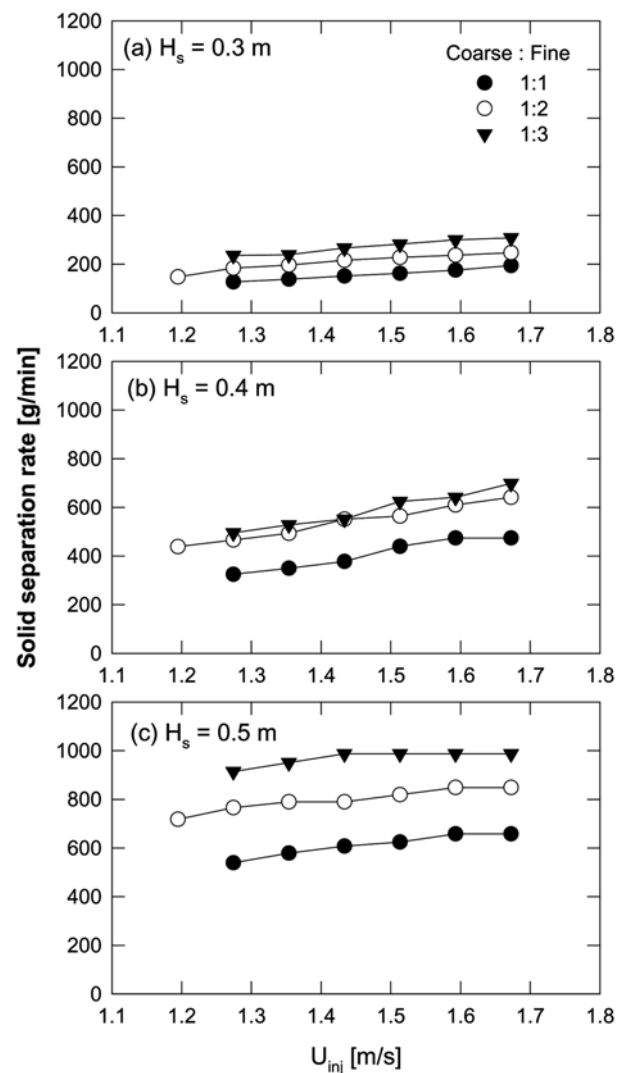 Solid separation rate [g/min]
(a) Hs = 0.3 m
Coarse : Fine
1:1
1:2
1:3
1200
1000
800
600
400
200
0
1.1 1.2 1.3 1.4 1.5 1.6 1.7 1.8
(b) Hs = 0.4 m
1200
1000
800
600
400
200
0
1.1 1.2 1.3 1.4 1.5 1.6 1.7 1.8
(c) Hs = 0.5 m
1200
1000
800
600
400
200
0
1.1 1.2 1.3 1.4 1.5 1.6 1.7 1.8
Uinj [m/s]